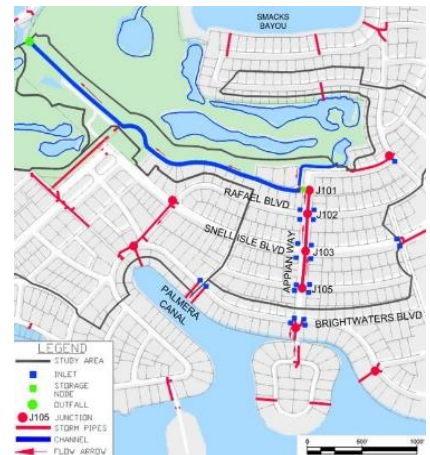 SMACKS
BAYOU
RAFAEL BLVD
J101
J102
SNELL ISLE BLVD
APPIAN WAY
J103
J105
PALMERA
CANAL
BRIGHTWATERS BLVD
LEGEND
STUDY AREA
INLET
STORAGE
NODE
OUTFALL
J105 JUNCTION
STORM PIPES
CHANNEL
FLOW ARROW
0 500' 1000'